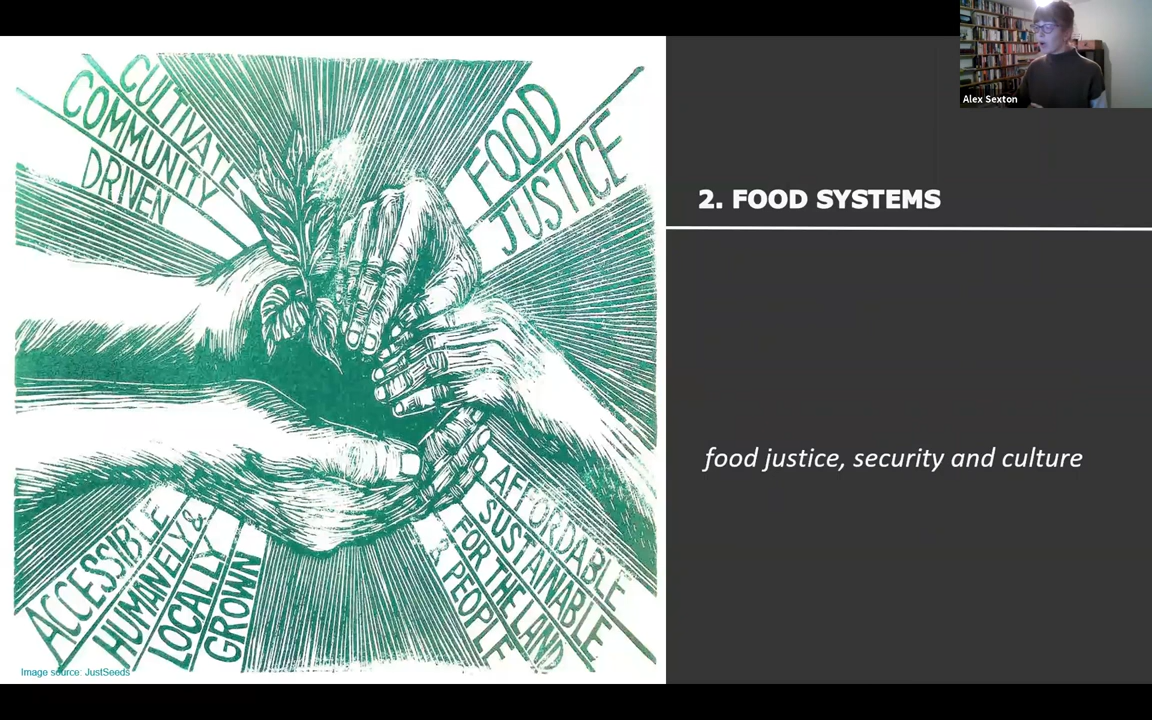 CULTIVATE
COMMUNITY
DRIVEN
FOOD
JUSTICE
ACCESSIBLE
HUMANELY &
LOCALLY
GROWN
AFFORDABLE
SUSTAINABLE
FOR THE LAND
& PEOPLE
Image source: JustSeeds
2. FOOD SYSTEMS
food justice, security and culture
Alex Sexton